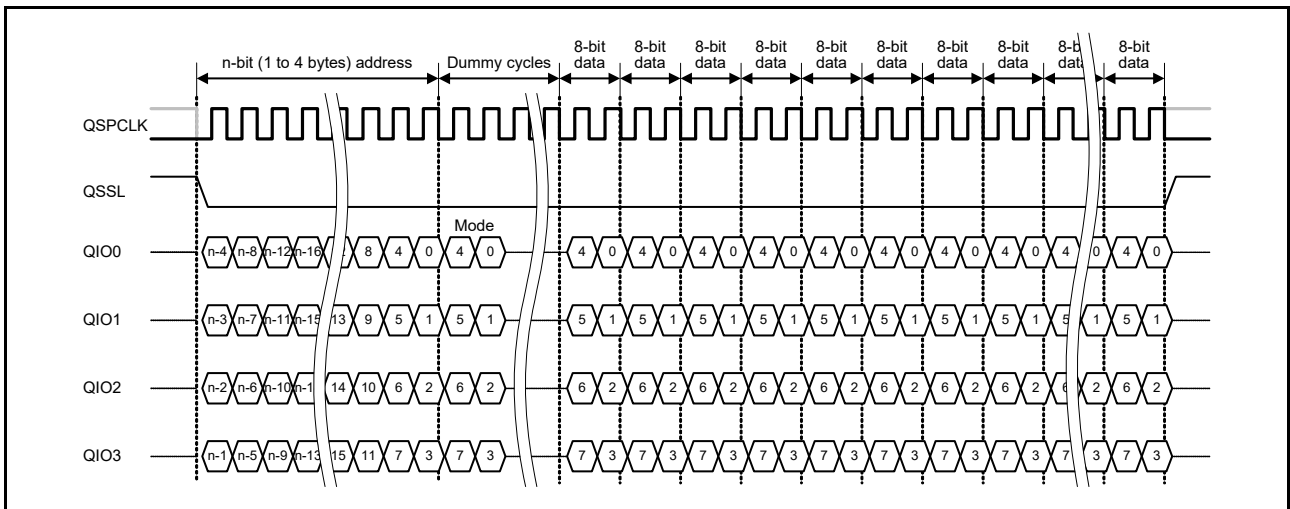 8-bit 8-bit 8-bit 8-bit 8-bit 8-bit 8-bit 8-bit 8-bit
n-bit (1 to 4 bytes) address Dummy cycles data data data data data data data data data
QSPCLK
QSSL
Mode
QIO0 n-4 n-8 n-12 n-16 8 4 0 4 0 4 0 4 0 4 0 4 0 4 0 4 0 4 0 4 0 4 0 4 0
QIO1 n-3 n-7 n-11 n-15 13 9 5 1 5 1 5 1 5 1 5 1 5 1 5 1 5 1 5 1 5 1 5 1 5 1
QIO2 n-2 n-6 n-10 14 10 6 2 6 2 6 2 6 2 6 2 6 2 6 2 6 2 6 2 6 2 6 2 6 2
QIO3 n-1 n-5 n-9 n-13 15 11 7 3 7 3 7 3 7 3 7 3 7 3 7 3 7 3 7 3 7 3 7 3 7 3